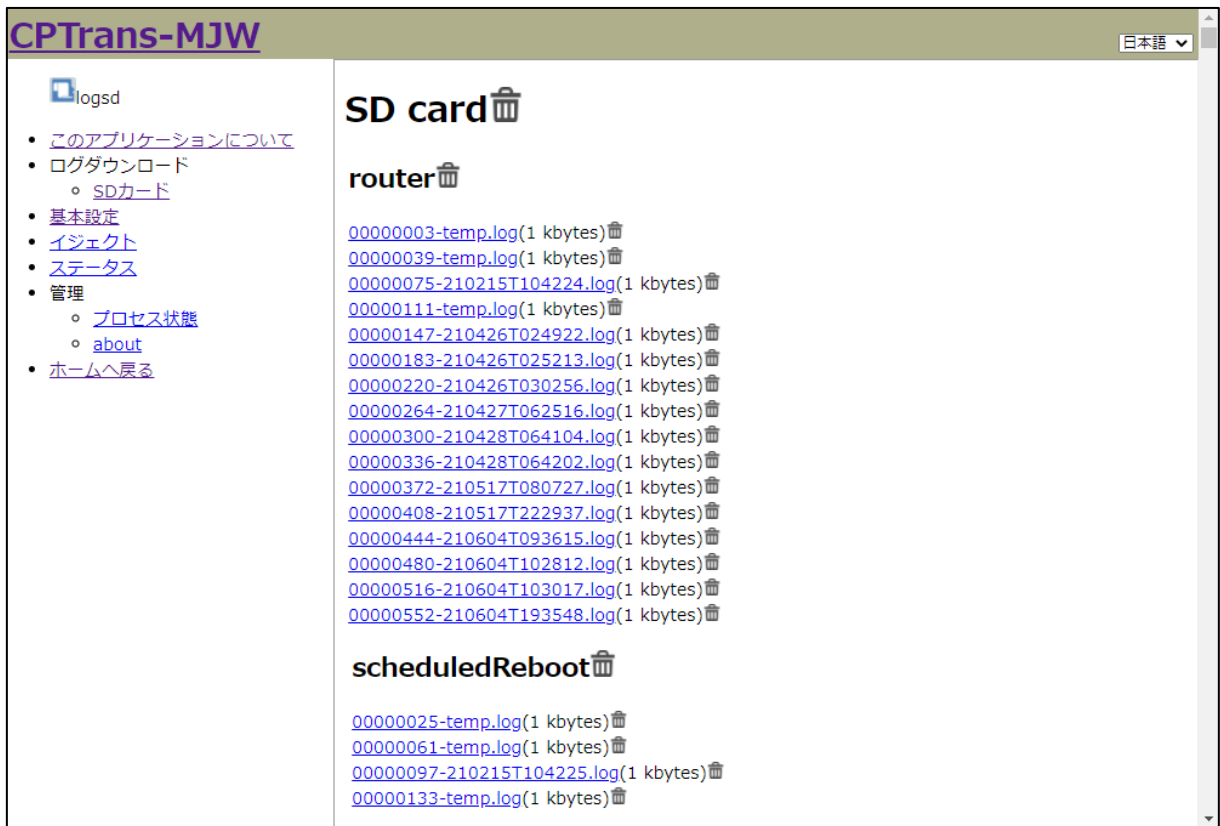 CPTrans-MJW
日本語
logsd
このアプリケーションについて
ログダウンロード
SDカード
基本設定
イジェクト
ステータス
管理
プロセス状態
about
ホームへ戻る
SD card
router
00000003-temp.log(1 kbytes)
00000039-temp.log(1 kbytes)
00000075-210215T104224.log(1 kbytes)
00000111-temp.log(1 kbytes)
00000147-210426T024922.log(1 kbytes)
00000183-210426T025213.log(1 kbytes)
00000220-210426T030256.log(1 kbytes)
00000264-210427T062516.log(1 kbytes)
00000300-210428T064104.log(1 kbytes)
00000336-210428T064202.log(1 kbytes)
00000372-210517T080727.log(1 kbytes)
00000408-210517T222937.log(1 kbytes)
00000444-210604T093615.log(1 kbytes)
00000480-210604T102812.log(1 kbytes)
00000516-210604T103017.log(1 kbytes)
00000552-210604T193548.log(1 kbytes)
scheduledReboot
00000025-temp.log(1 kbytes)
00000061-temp.log(1 kbytes)
00000097-210215T104225.log(1 kbytes)
00000133-temp.log(1 kbytes)